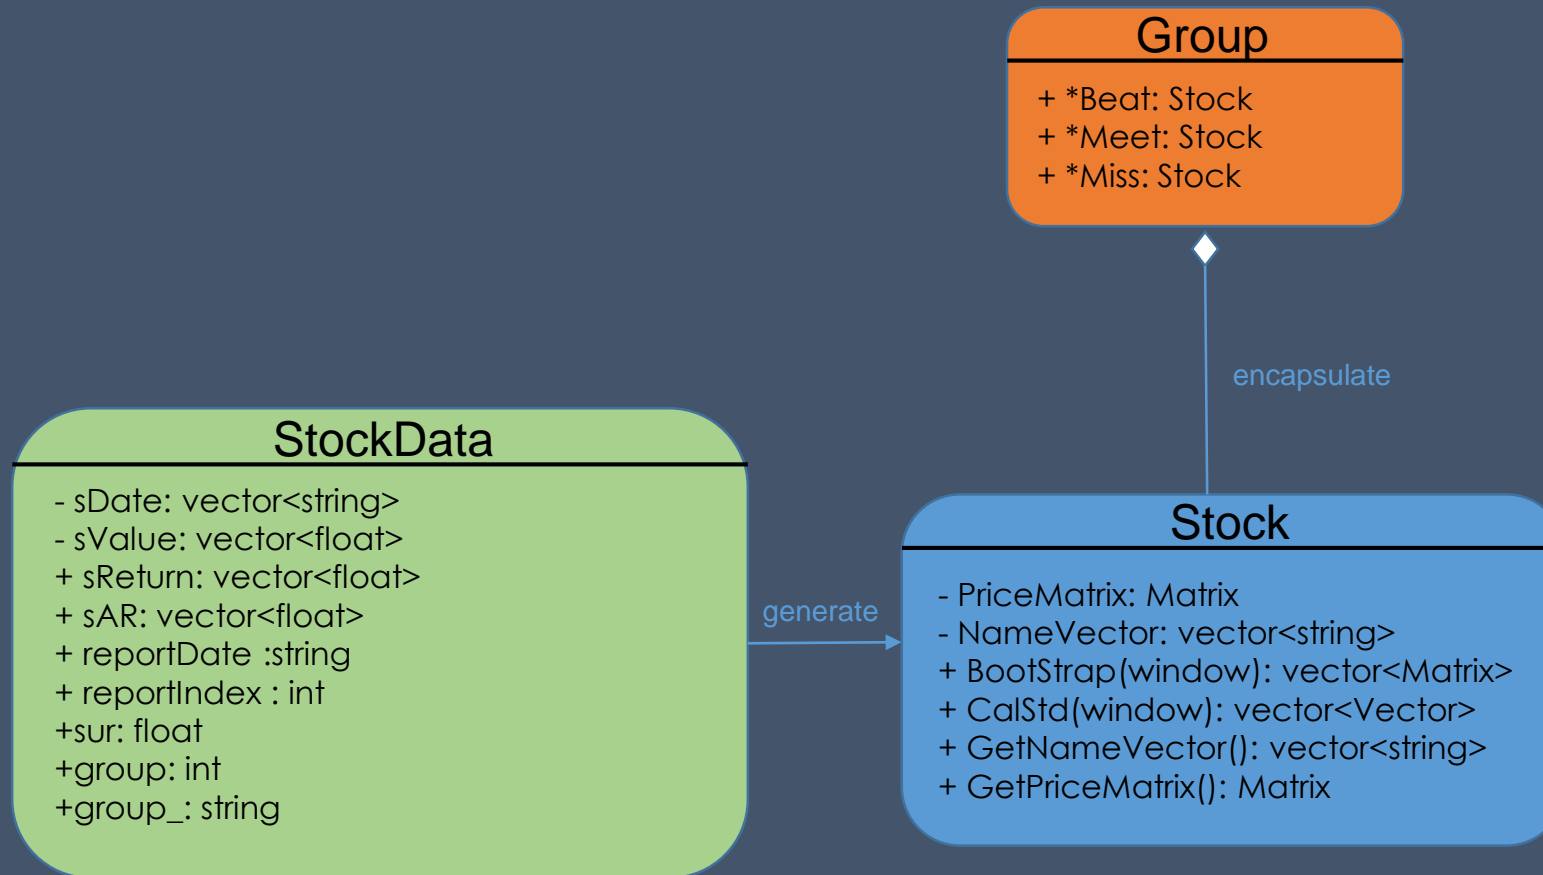 Group
+ *Beat: Stock
+ *Meet: Stock
+ *Miss: Stock
encapsulate
StockData
- sDate: vector<string>
- sValue: vector<float>
+ sReturn: vector<float>
+ sAR: vector<float>
+ reportDate :string
+ reportIndex : int
+sur: float
+group: int
+group_: string
generate
Stock
- PriceMatrix: Matrix
- NameVector: vector<string>
+ BootStrap(window): vector<Matrix>
+ CalStd(window): vector<Vector>
+ GetNameVector(): vector<string>
+ GetPriceMatrix(): Matrix